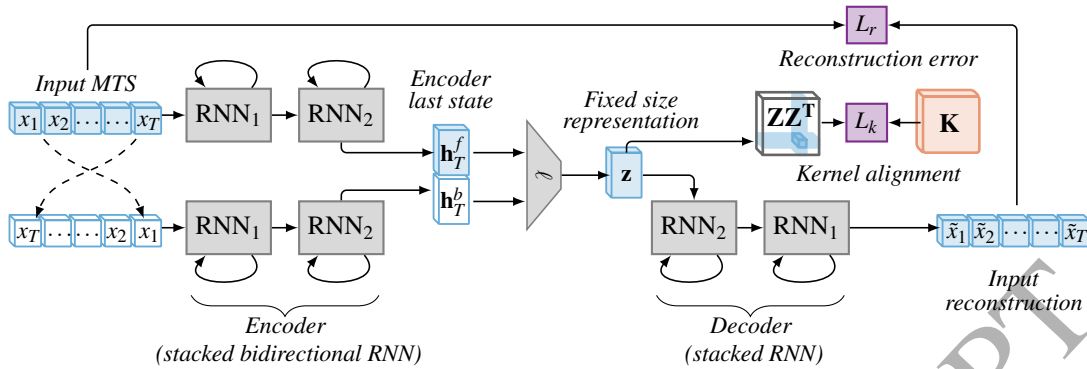 L_r
Input MTS
Reconstruction error
Encoder
last state
Fixed size
representation
x_1 x_2 ... ... x_T
RNN_1
RNN_2
h_T^f
ZZ^T
L_k
K
Kernel alignment
z
h_T^b
x_T ... ... x_2 x_1
RNN_1
RNN_2
RNN_2
RNN_1
x̃_1 x̃_2 ... ... x̃_T
Encoder
(stacked bidirectional RNN)
Decoder
(stacked RNN)
Input
reconstruction
PT